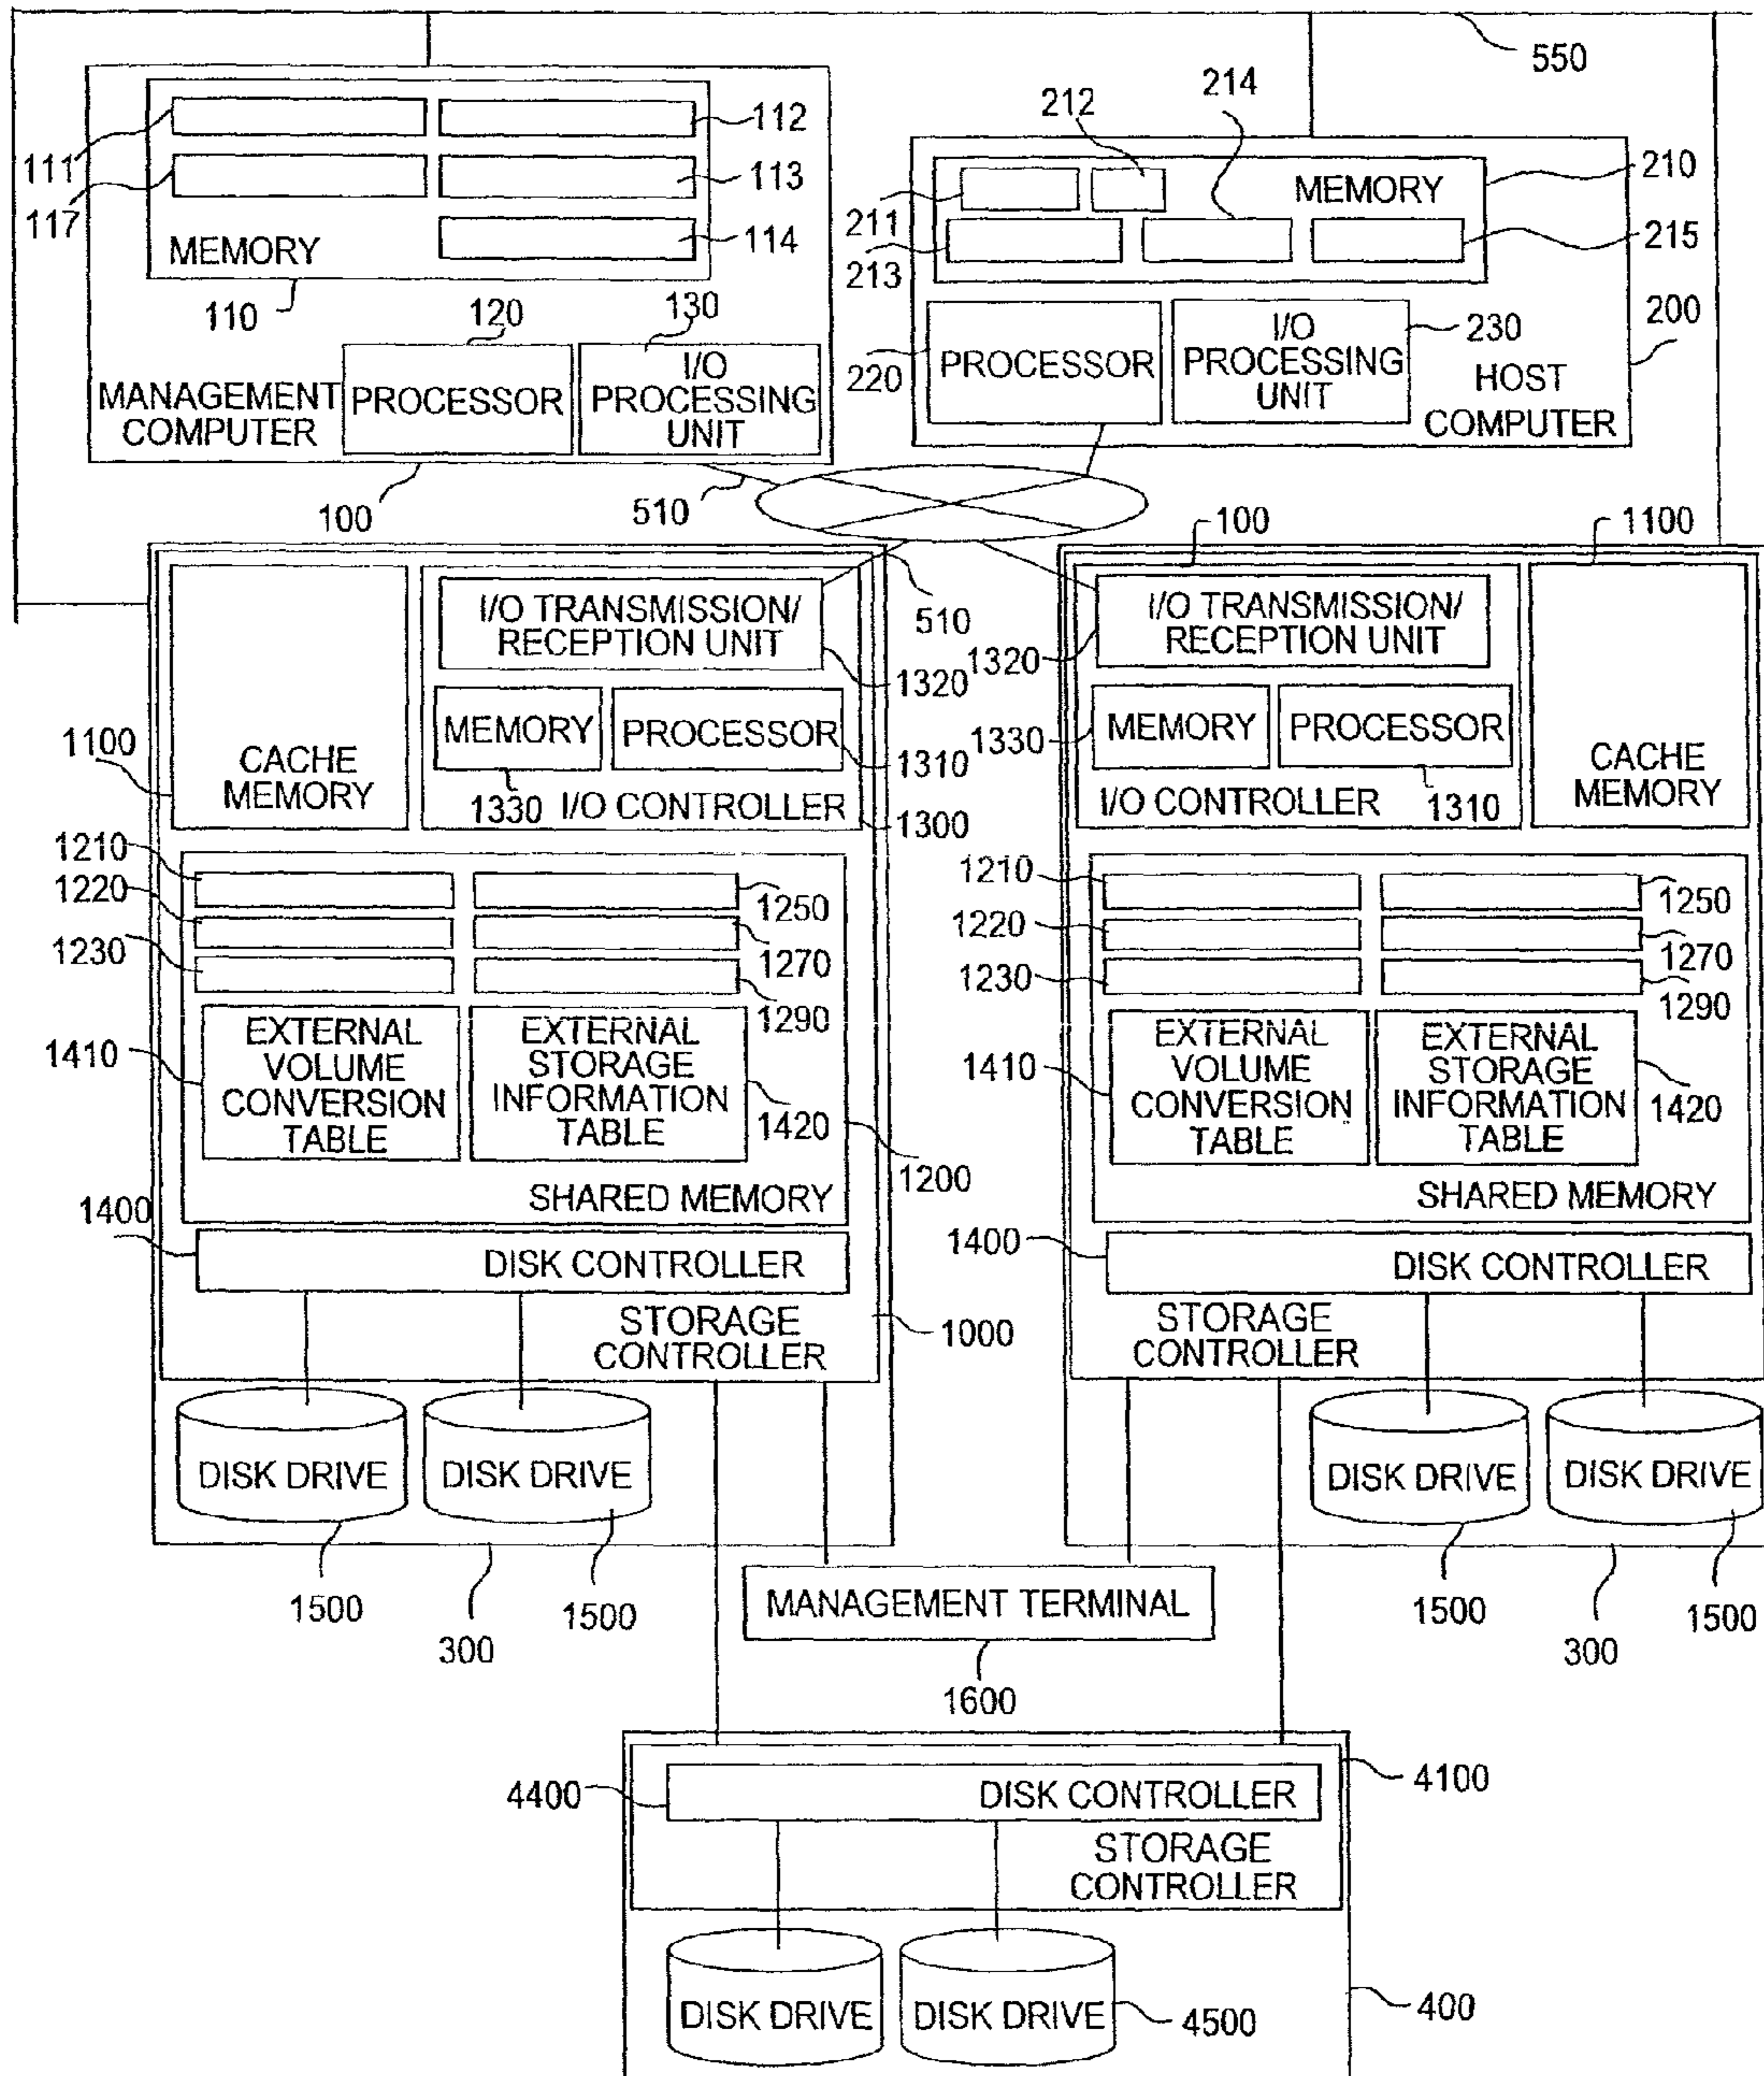 550
111
112
117
113
114
MEMORY
110
120
130
MANAGEMENT
COMPUTER
PROCESSOR
I/O
PROCESSING
UNIT
100
510
212
214
210
MEMORY
211
213
215
220
PROCESSOR
I/O
PROCESSING
UNIT
230
200
HOST
COMPUTER
CACHE
MEMORY
1100
I/O TRANSMISSION/
RECEPTION UNIT
510
1320
MEMORY
PROCESSOR
1310
1330
I/O CONTROLLER
1300
1210
1220
1230
1250
1270
1290
1410
EXTERNAL
VOLUME
CONVERSION
TABLE
EXTERNAL
STORAGE
INFORMATION
TABLE
1420
1200
SHARED MEMORY
1400
DISK CONTROLLER
STORAGE
CONTROLLER
1000
DISK DRIVE
DISK DRIVE
1500
1500
300
100
1100
I/O TRANSMISSION/
RECEPTION UNIT
1320
1330
MEMORY
PROCESSOR
I/O CONTROLLER
1310
CACHE
MEMORY
1210
1220
1230
1250
1270
1290
1410
EXTERNAL
VOLUME
CONVERSION
TABLE
EXTERNAL
STORAGE
INFORMATION
TABLE
1420
SHARED MEMORY
1400
DISK CONTROLLER
STORAGE
CONTROLLER
DISK DRIVE
DISK DRIVE
1500
1500
300
MANAGEMENT TERMINAL
1600
4400
DISK CONTROLLER
4100
STORAGE
CONTROLLER
DISK DRIVE
DISK DRIVE
4500
400